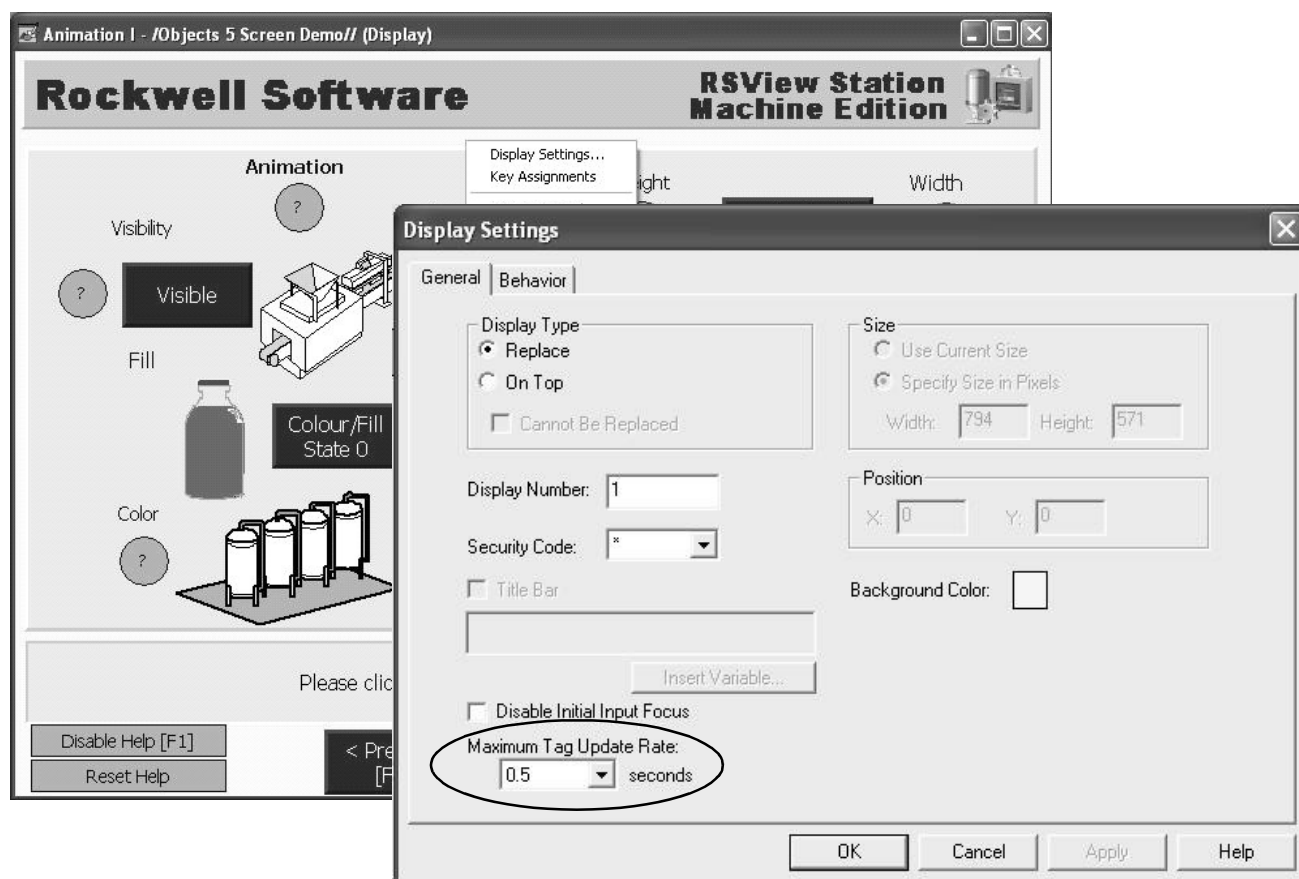 Animation I - /Objects 5 Screen Demo// (Display)
Rockwell Software
RSView Station
Machine Edition
Display Settings...
Key Assignments
Animation
?
eight
Width
Visibility
?
Visible
Fill
Colour/Fill
State 0
Color
?
Please clic
Disable Help [F1]
Reset Help
< Pre
[F
Display Settings
General
Behavior
Display Type
Replace
On Top
Cannot Be Replaced
Size
Use Current Size
Specify Size in Pixels
Width: 794 Height: 571
Display Number: 1
Position
X: 0 Y: 0
Security Code: *
Title Bar
Background Color:
Insert Variable...
Disable Initial Input Focus
Maximum Tag Update Rate:
0.5 seconds
OK
Cancel
Apply
Help